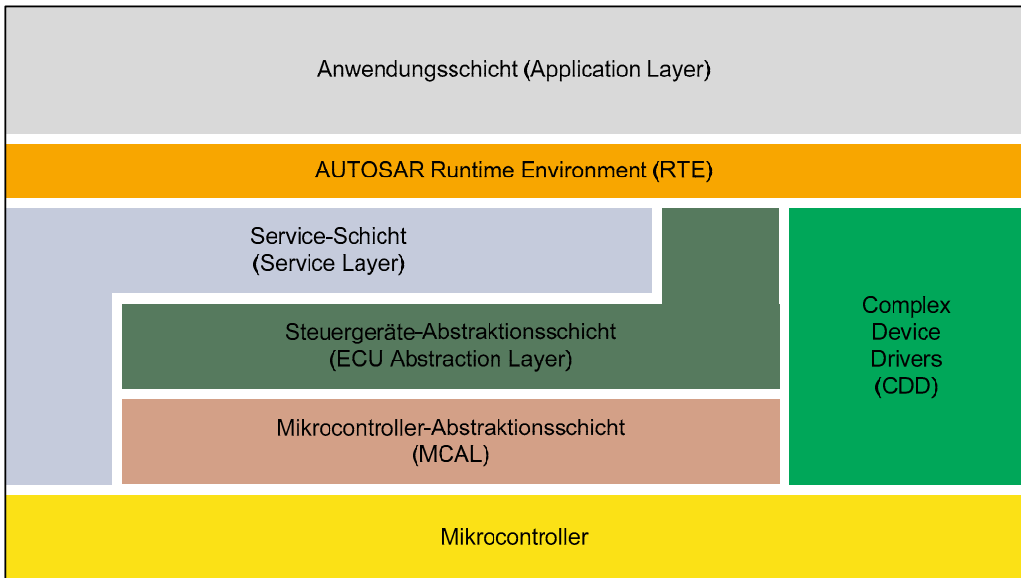 Anwendungsschicht (Application Layer)
AUTOSAR Runtime Environment (RTE)
Service-Schicht
(Service Layer)
Steuergeräte-Abstraktionsschicht
(ECU Abstraction Layer)
Complex
Device
Drivers
(CDD)
Mikrocontroller-Abstraktionsschicht
(MCAL)
Mikrocontroller